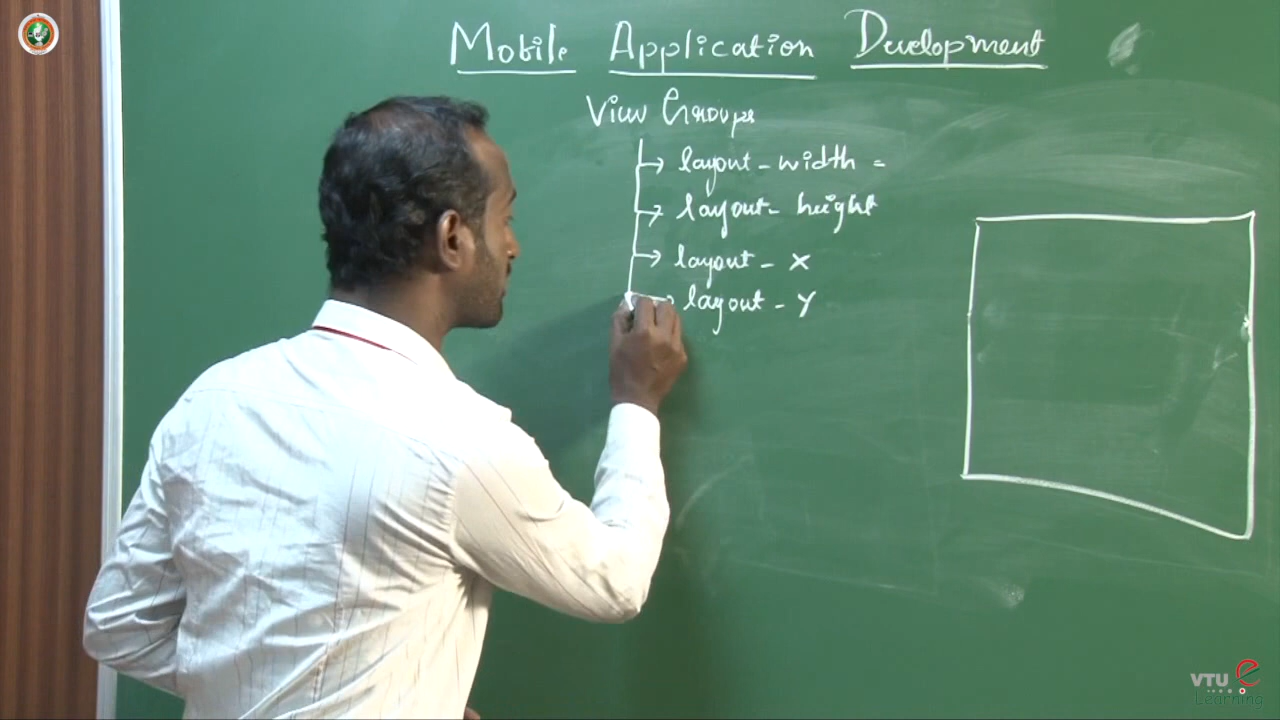 Mobile Application Development
View Groups
layout - width =
layout - height
layout - X
layout - Y
VTU e
Learning